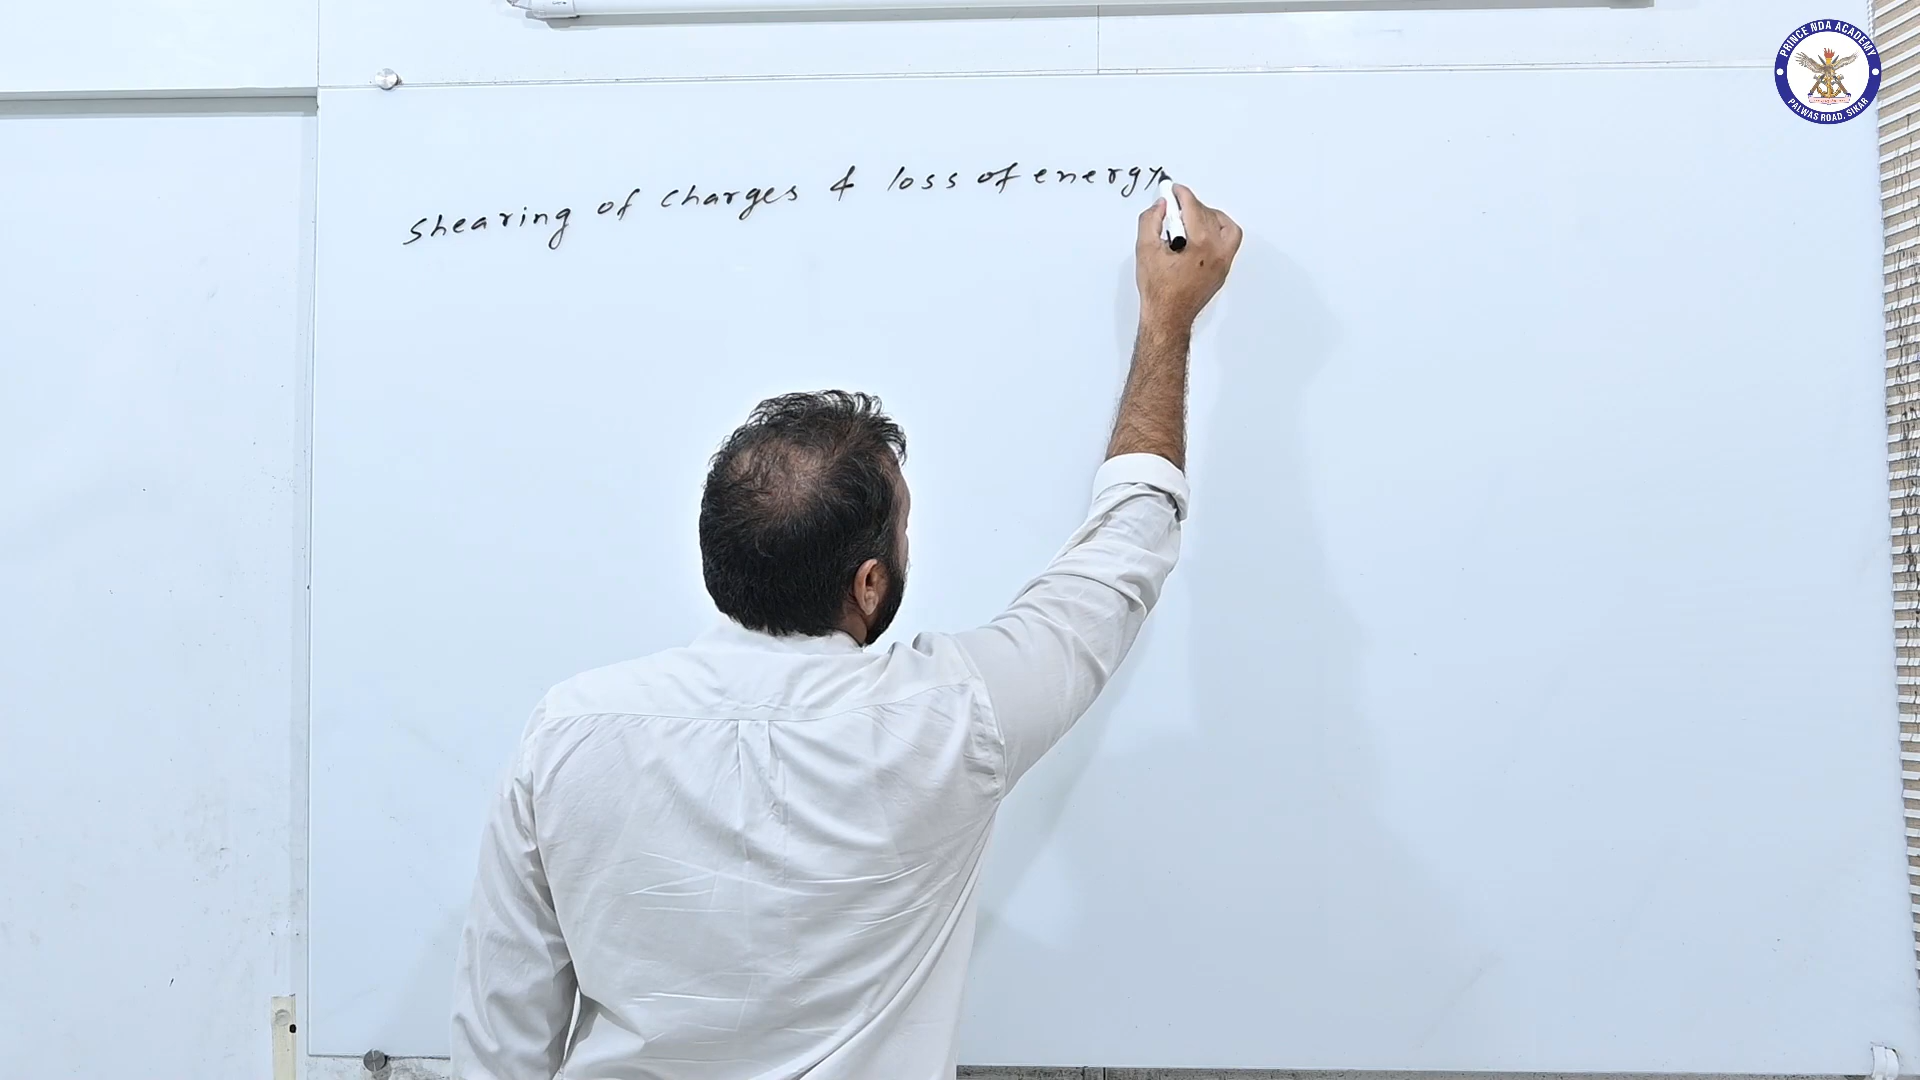 shearing of charges & loss of energy
PRINCE NDA ACADEMY
PALWAS ROAD, SIKAR